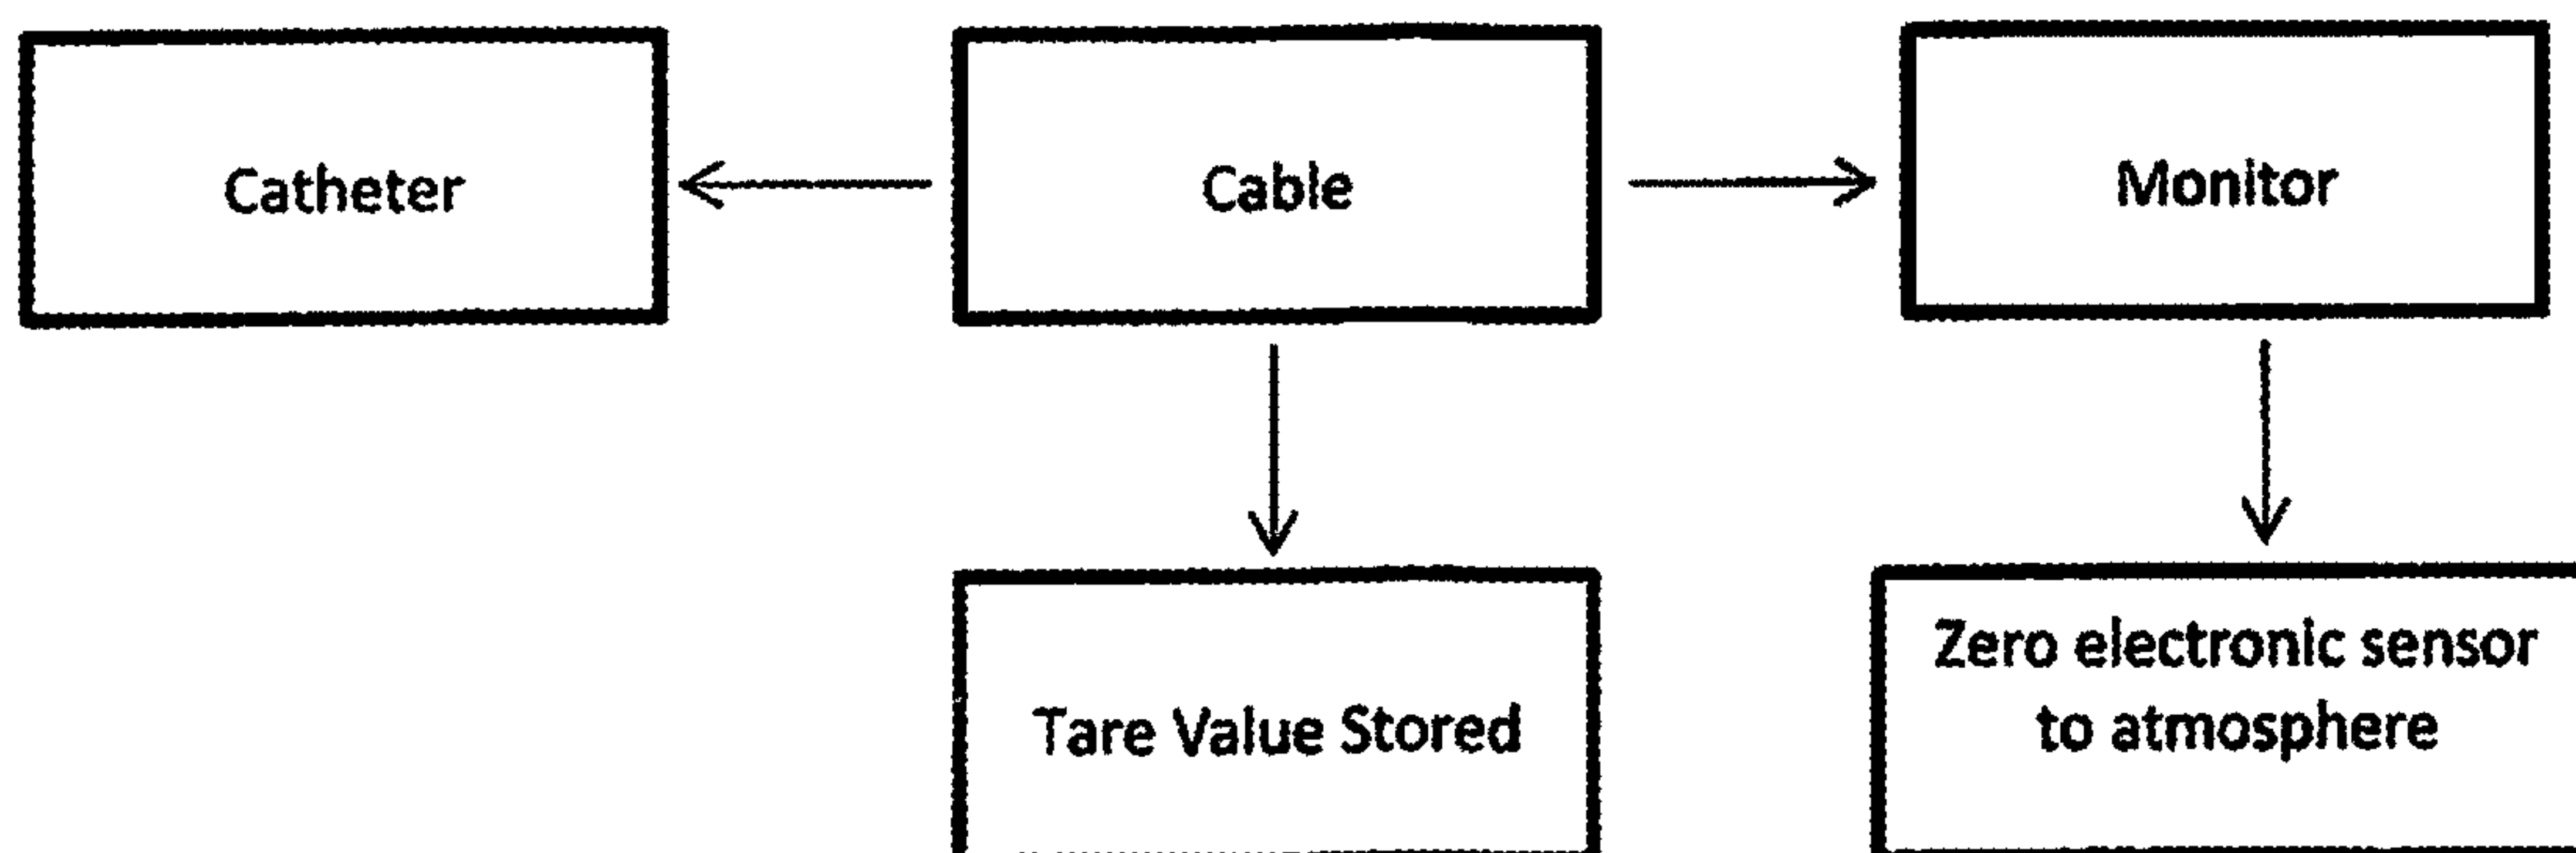 Catheter
Cable
Monitor
Tare Value Stored
Zero electronic sensor
to atmosphere